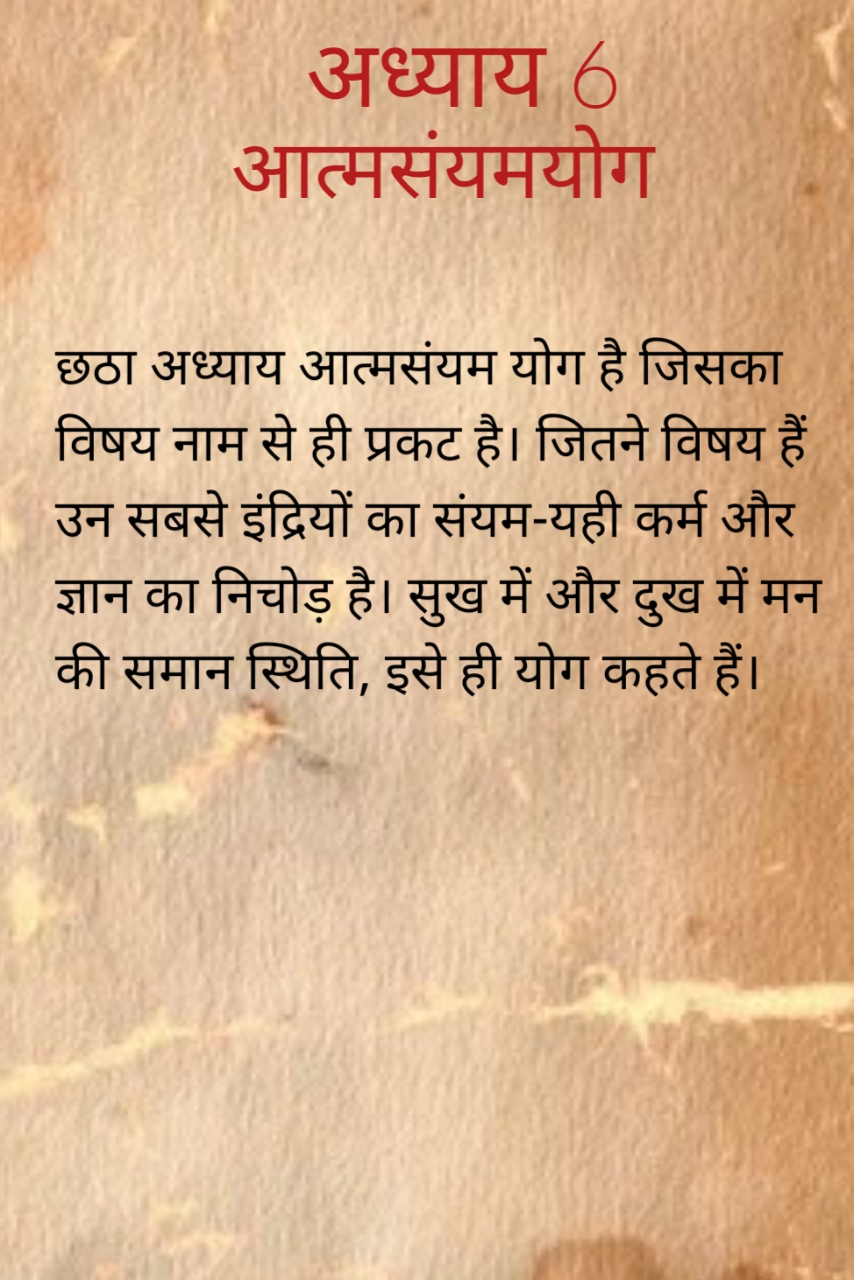 अध्याय 6
आत्मसंयमयोग
छठा अध्याय आत्मसंयम योग है जिसका
विषय नाम से ही प्रकट है। जितने विषय हैं
उन सबसे इंद्रियों का संयम-यही कर्म और
ज्ञान का निचोड़ है। सुख में और दुख में मन
की समान स्थिति, इसे ही योग कहते हैं।